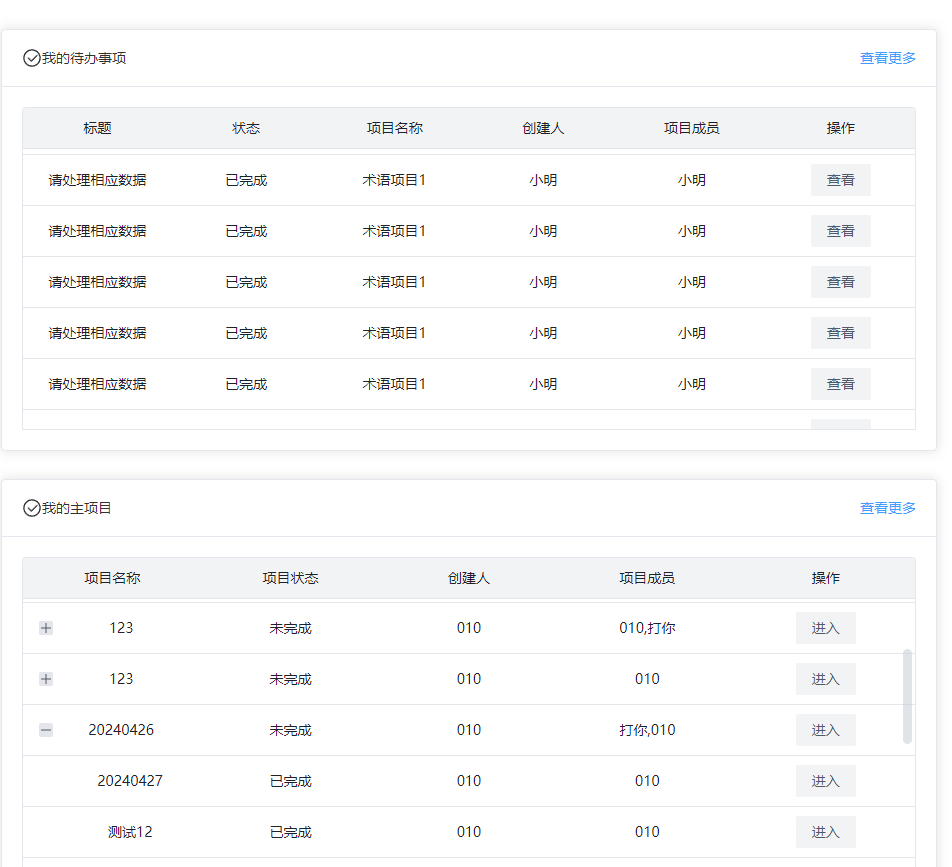 我的待办事项 查看更多
标题 状态 项目名称 创建人 项目成员 操作
请处理相应数据 已完成 术语项目1 小明 小明 查看
请处理相应数据 已完成 术语项目1 小明 小明 查看
请处理相应数据 已完成 术语项目1 小明 小明 查看
请处理相应数据 已完成 术语项目1 小明 小明 查看
请处理相应数据 已完成 术语项目1 小明 小明 查看
我的主项目 查看更多
项目名称 项目状态 创建人 项目成员 操作
123 未完成 010 010,打你 进入
123 未完成 010 010 进入
20240426 未完成 010 打你,010 进入
20240427 已完成 010 010 进入
测试12 已完成 010 010 进入